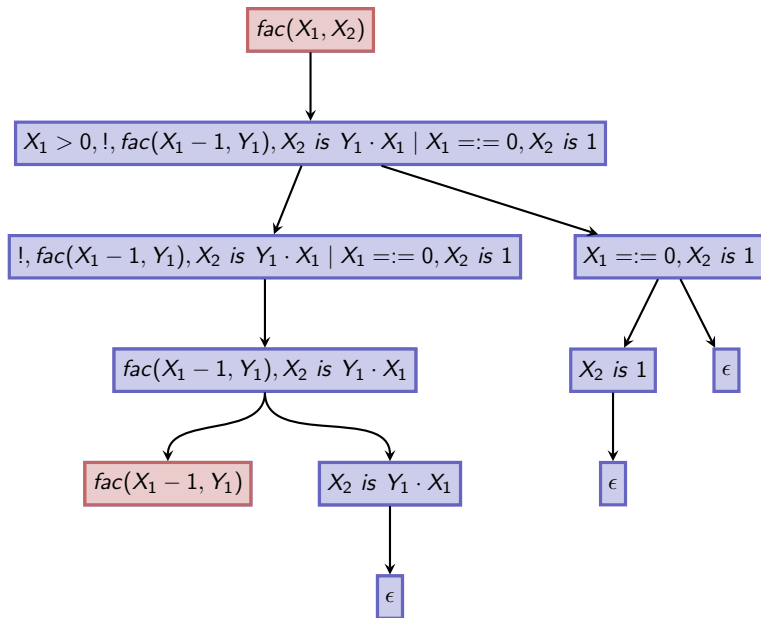 fac(X₁, X₂)
X₁ > 0, !, fac(X₁ − 1, Y₁), X₂ is Y₁ · X₁ | X₁ =:= 0, X₂ is 1
!, fac(X₁ − 1, Y₁), X₂ is Y₁ · X₁ | X₁ =:= 0, X₂ is 1
X₁ =:= 0, X₂ is 1
fac(X₁ − 1, Y₁), X₂ is Y₁ · X₁
X₂ is 1
ϵ
fac(X₁ − 1, Y₁)
X₂ is Y₁ · X₁
ϵ
ϵ